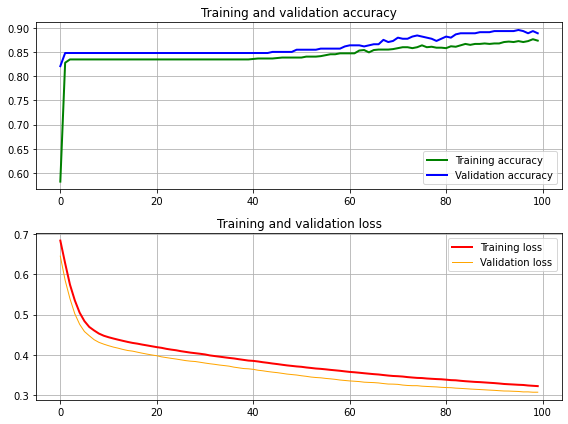 Training and validation accuracy
0.90
0.85
0.80
0.75
0.70
0.65
0.60
Training accuracy
Validation accuracy
0 20 40 60 80 100
Training and validation loss
0.7
0.6
0.5
0.4
0.3
Training loss
Validation loss
0 20 40 60 80 100